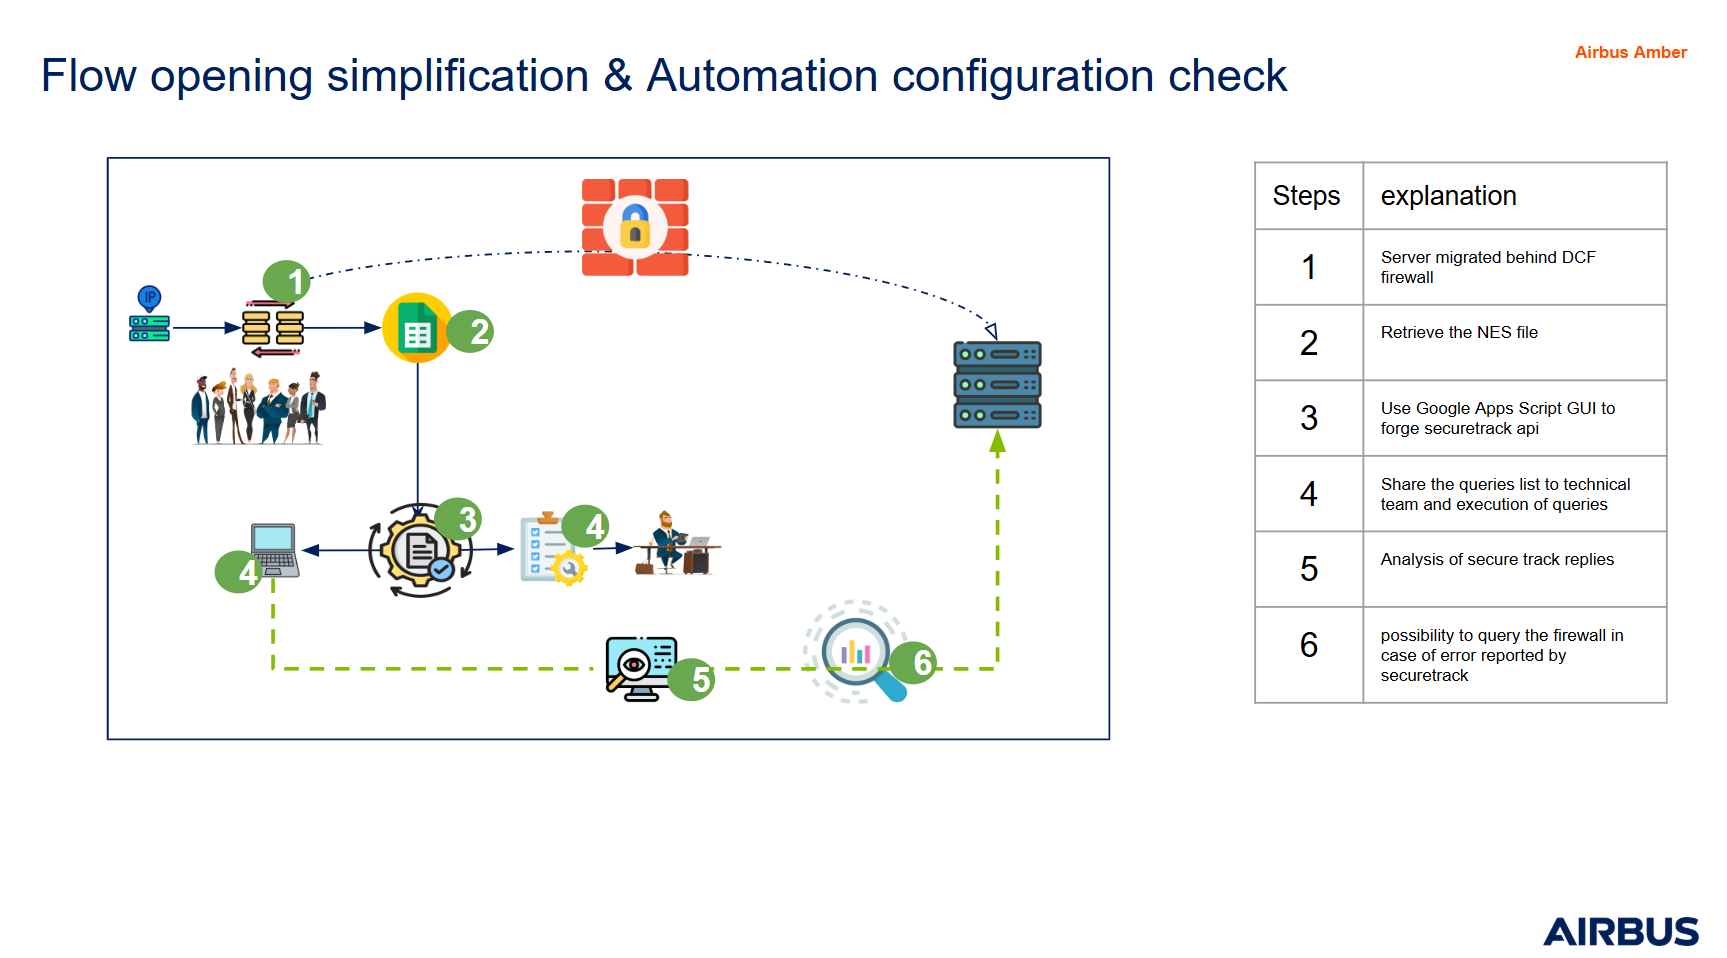 Airbus Amber
Flow opening simplification & Automation configuration check
IP
1
2
3
4
4
5
6
Steps explanation
1 Server migrated behind DCF
firewall
2 Retrieve the NES file
3 Use Google Apps Script GUI to
forge securetrack api
4 Share the queries list to technical
team and execution of queries
5 Analysis of secure track replies
6 possibility to query the firewall in
case of error reported by
securetrack
AIRBUS